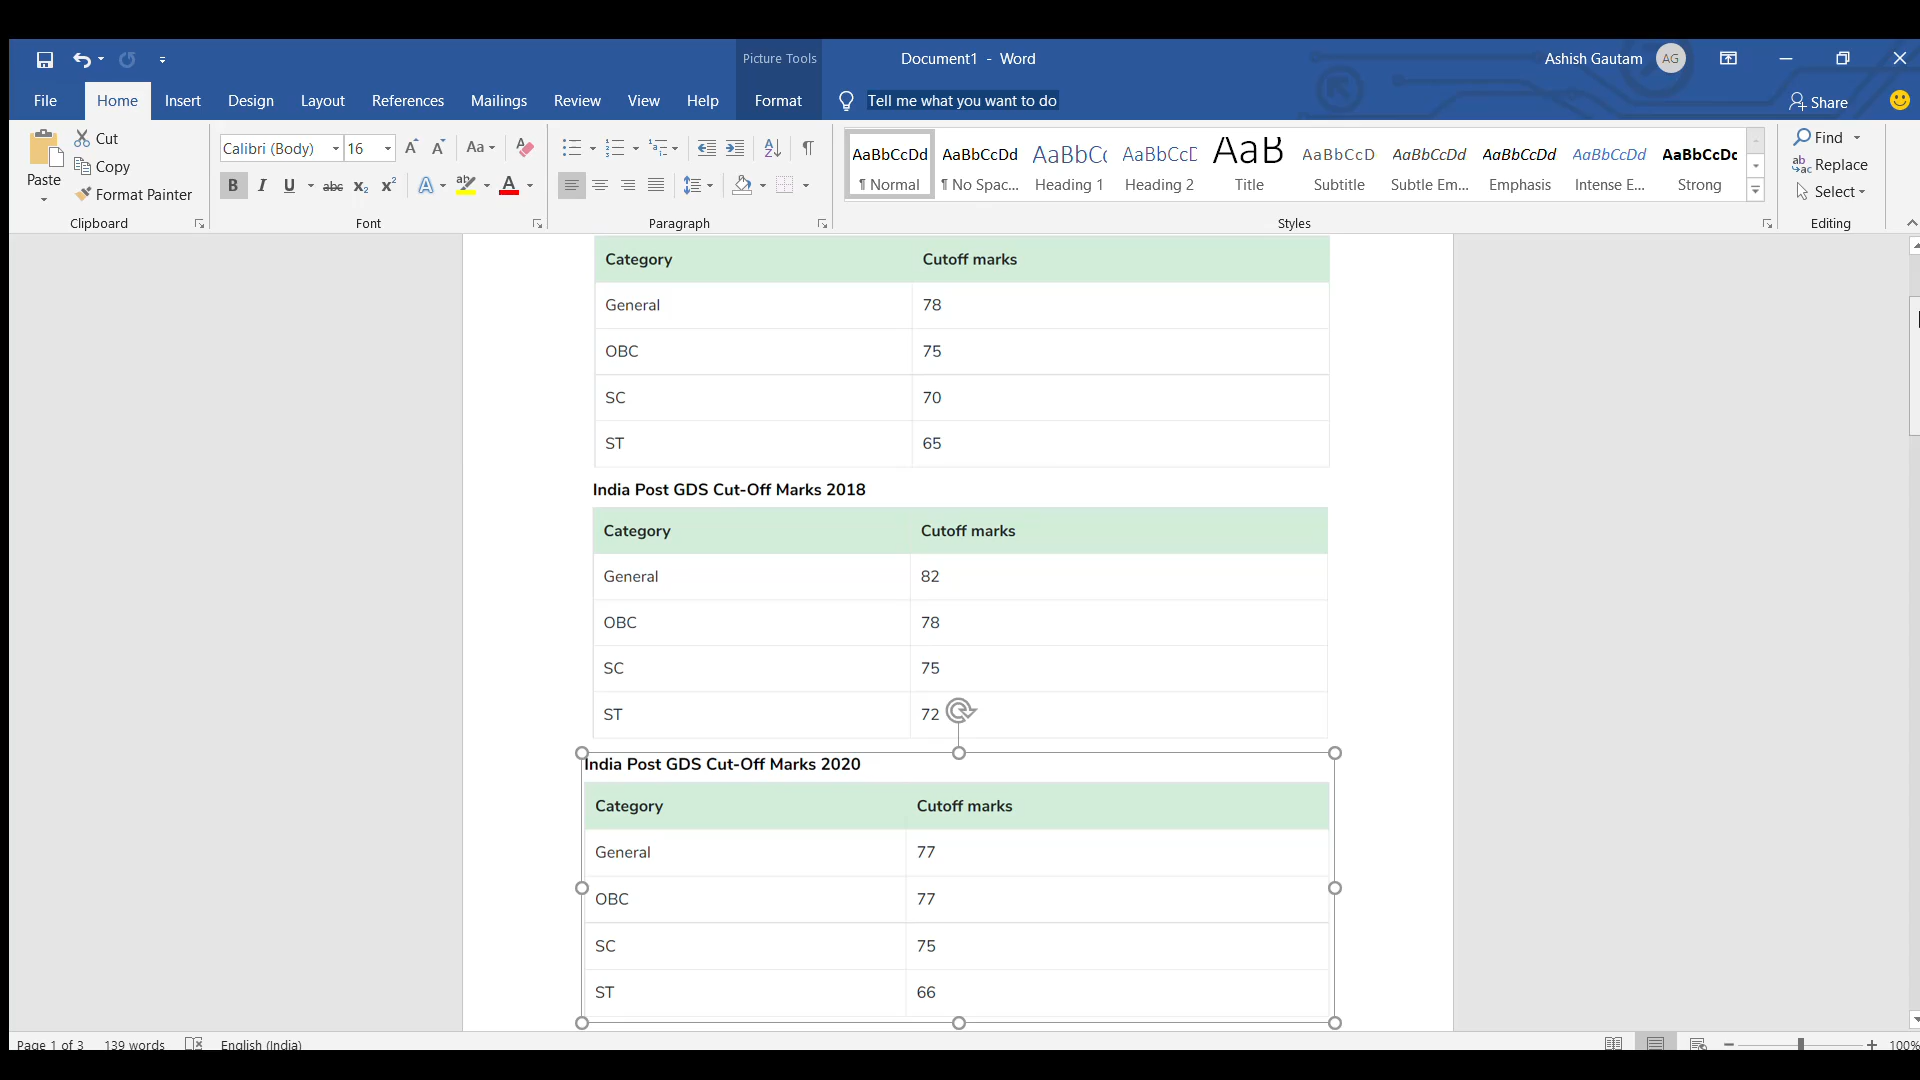 Picture Tools
Document1 - Word
Ashish Gautam AG
File Home Insert Design Layout References Mailings Review View Help Format Tell me what you want to do Share
Paste
Cut
Copy
Format Painter
Clipboard
Calibri (Body) 16
Aa
B I U abc X₂ X²
A A
Font
Paragraph
AaBbCcDd AaBbCcDd AaBbCc AaBbCcE AaB AaBbCcD AaBbCcDd AaBbCcDd AaBbCcDd AaBbCcDc
¶ Normal ¶ No Spac... Heading 1 Heading 2 Title Subtitle Subtle Em... Emphasis Intense E... Strong
Styles
Find
Replace
Select
Editing
Category Cutoff marks
General 78
OBC 75
SC 70
ST 65
India Post GDS Cut-Off Marks 2018
Category Cutoff marks
General 82
OBC 78
SC 75
ST 72
India Post GDS Cut-Off Marks 2020
Category Cutoff marks
General 77
OBC 77
SC 75
ST 66
Page 1 of 3 139 words English (India) 100%